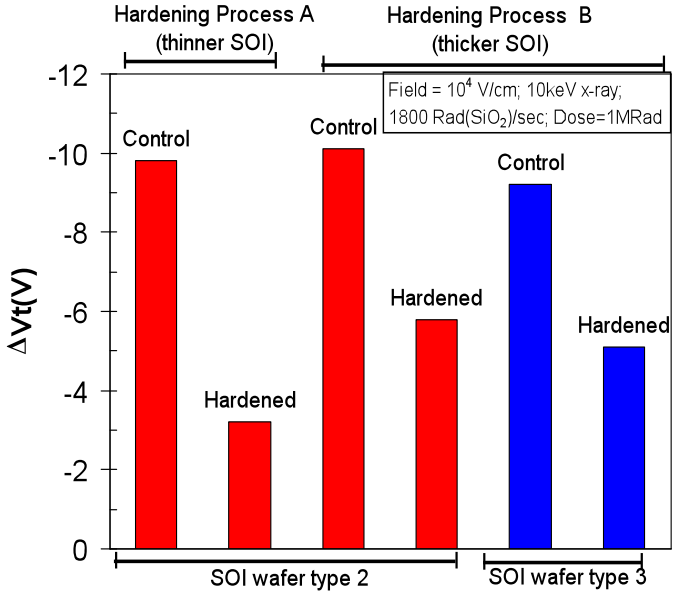 Hardening Process A
(thinner SOI)
Hardening Process B
(thicker SOI)
Field = 10⁴ V/cm; 10keV x-ray;
1800 Rad(SiO₂)/sec; Dose=1MRad
ΔVt(V)
-12
-10
-8
-6
-4
-2
0
Control
Hardened
Control
Hardened
Control
Hardened
SOI wafer type 2
SOI wafer type 3